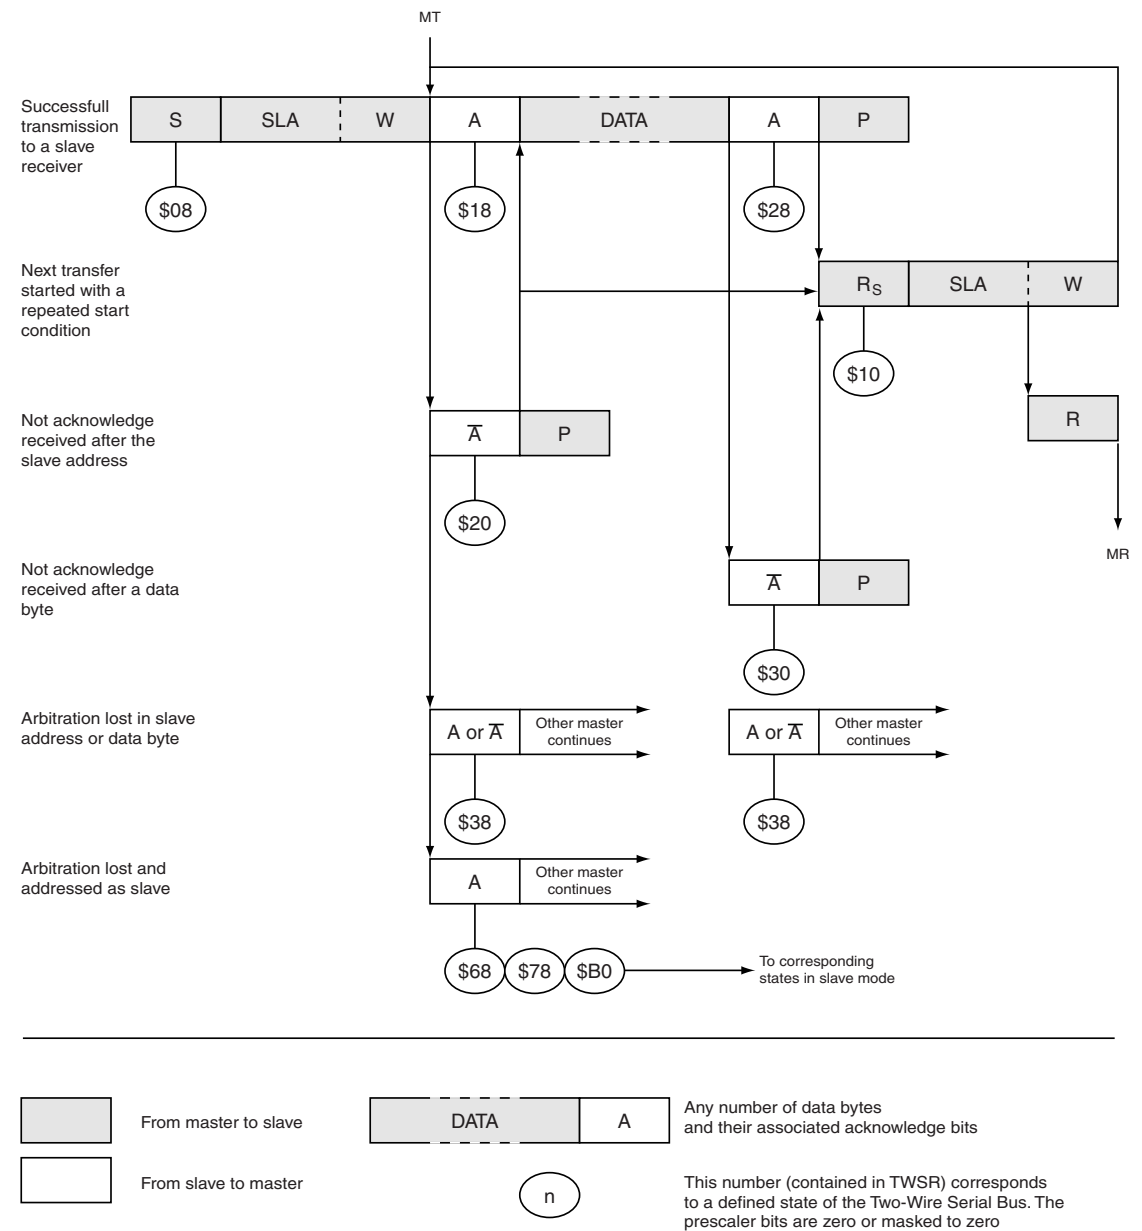 MT
Successfull
transmission
to a slave
receiver
S SLA W A DATA A P
$08 $18 $28
Next transfer
started with a
repeated start
condition
RS SLA W
$10
Not acknowledge
received after the
slave address
A̅ P
R
$20
MR
Not acknowledge
received after a data
byte
A̅ P
$30
Arbitration lost in slave
address or data byte
A or A̅
Other master
continues
A or A̅
Other master
continues
$38 $38
Arbitration lost and
addressed as slave
A
Other master
continues
$68 $78 $B0
To corresponding
states in slave mode
From master to slave
DATA A
Any number of data bytes
and their associated acknowledge bits
From slave to master
n
This number (contained in TWSR) corresponds
to a defined state of the Two-Wire Serial Bus. The
prescaler bits are zero or masked to zero